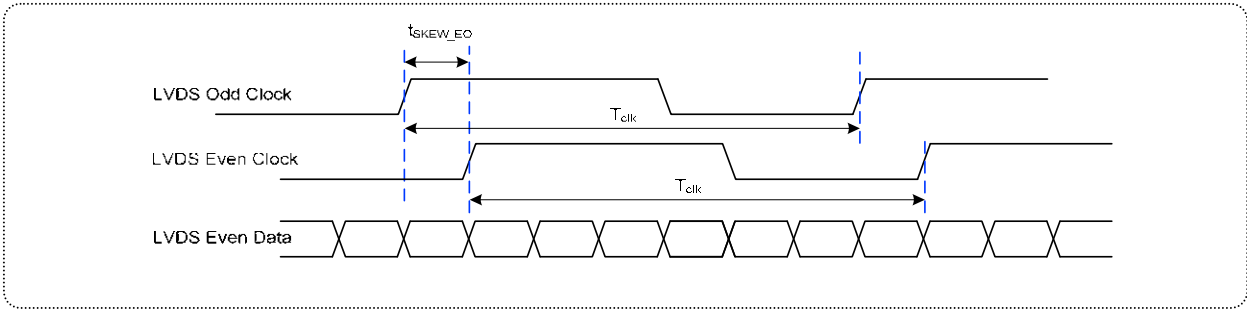 tSKEW_EO
LVDS Odd Clock
Tclk
LVDS Even Clock
Tclk
LVDS Even Data